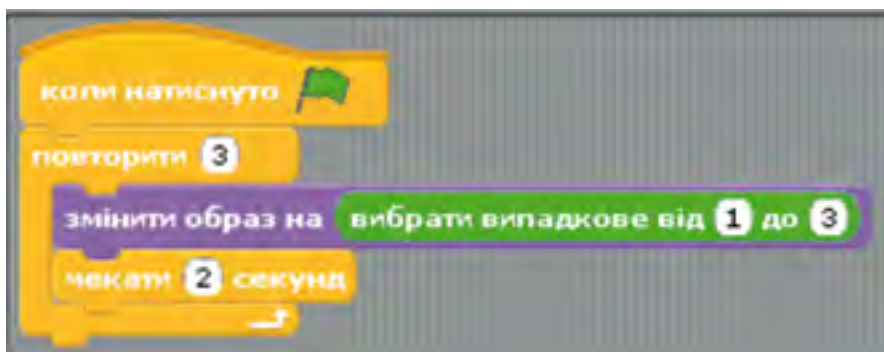 коли натиснуто
повторити 3
змінити образ на вибрати випадкове від 1 до 3
чекати 2 секунд